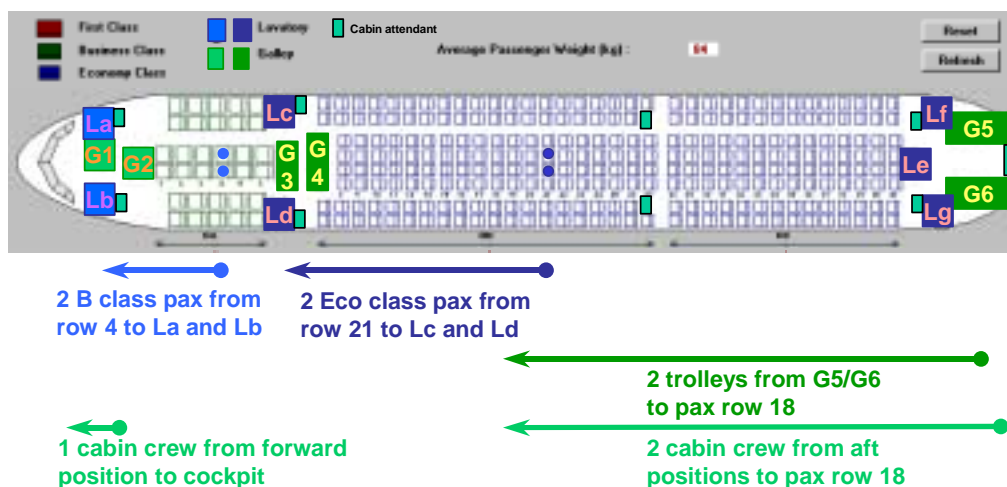 First Class
Business Class
Economy Class
Lavatory
Galley
Cabin attendant
Average Passenger Weight (kg) :
84
Reset
Refresh
La
Lb
G1
G2
Lc
Ld
G
3
G
4
Lf
Le
Lg
G5
G6
2 B class pax from
row 4 to La and Lb
2 Eco class pax from
row 21 to Lc and Ld
2 trolleys from G5/G6
to pax row 18
1 cabin crew from forward
position to cockpit
2 cabin crew from aft
positions to pax row 18